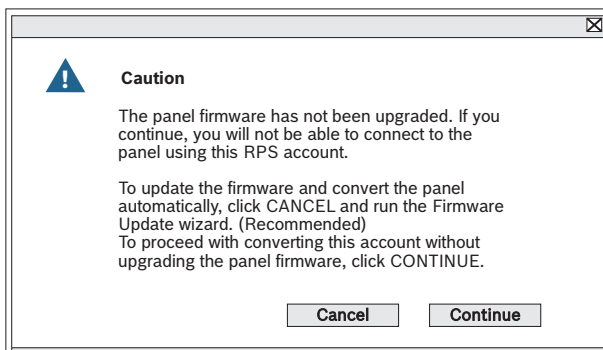 Caution
The panel firmware has not been upgraded. If you
continue, you will not be able to connect to the
panel using this RPS account.
To update the firmware and convert the panel
automatically, click CANCEL and run the Firmware
Update wizard. (Recommended)
To proceed with converting this account without
upgrading the panel firmware, click CONTINUE.
Cancel Continue